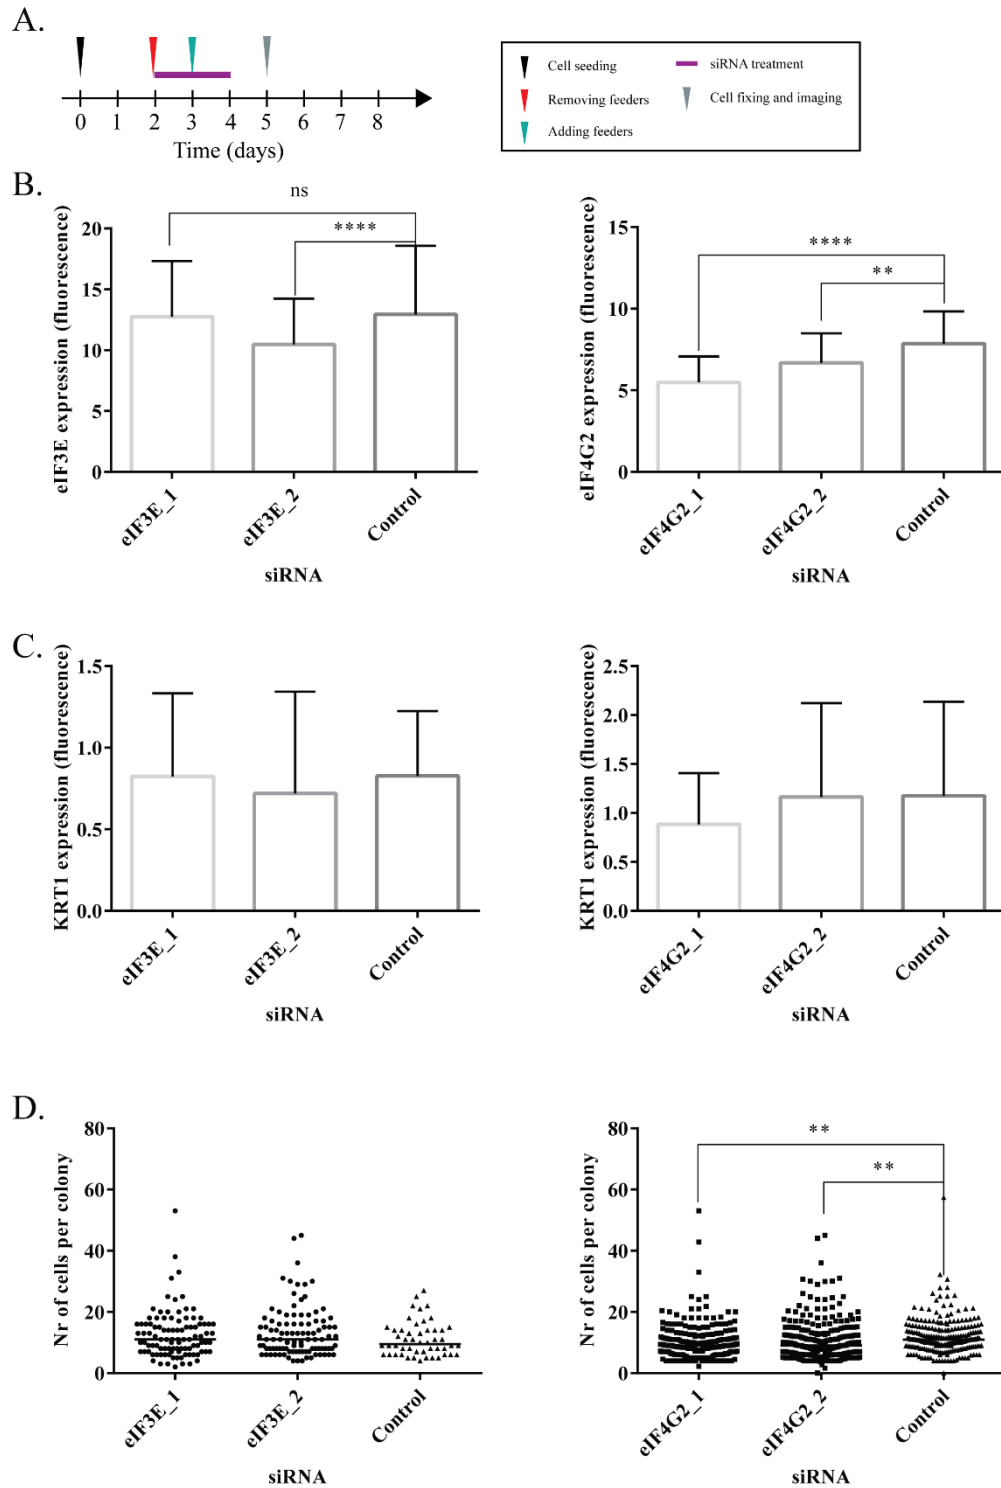 A.
0 1 2 3 4 5 6 7 8
Time (days)
Cell seeding
Removing feeders
Adding feeders
siRNA treatment
Cell fixing and imaging
B.
eIF3E expression (fluorescence)
20
15
10
5
0
ns
****
eIF3E_1
eIF3E_2
Control
siRNA
eIF4G2 expression (fluorescence)
15
10
5
0
****
**
eIF4G2_1
eIF4G2_2
Control
siRNA
C.
KRT1 expression (fluorescence)
1.5
1.0
0.5
0.0
eIF3E_1
eIF3E_2
Control
siRNA
KRT1 expression (fluorescence)
2.5
2.0
1.5
1.0
0.5
0.0
eIF4G2_1
eIF4G2_2
Control
siRNA
D.
Nr of cells per colony
80
60
40
20
0
eIF3E_1
eIF3E_2
Control
siRNA
Nr of cells per colony
80
60
40
20
0
**
**
eIF4G2_1
eIF4G2_2
Control
siRNA